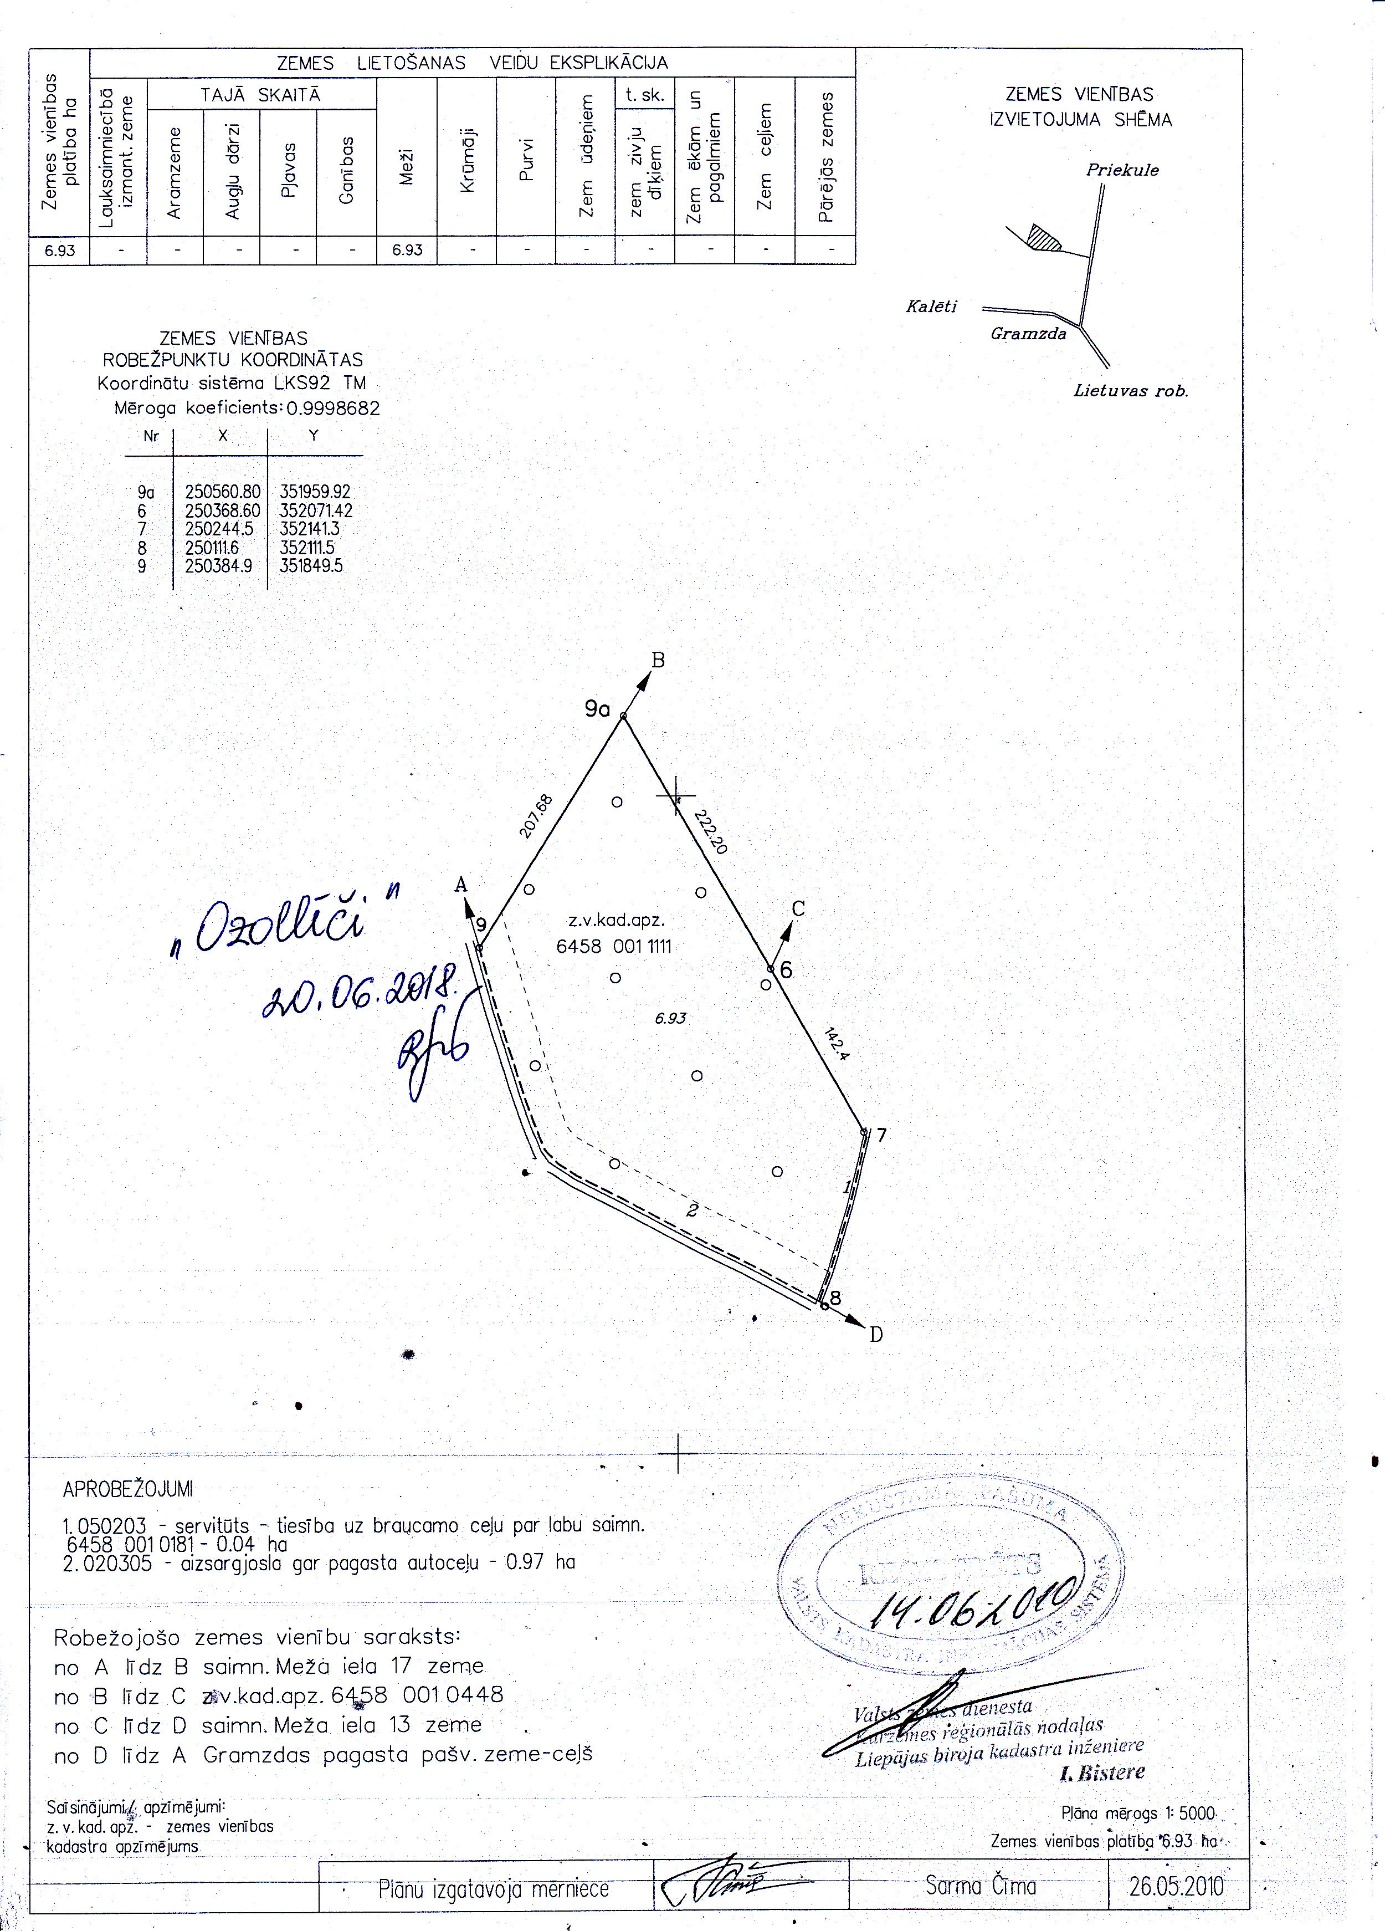 ZEMES LIETOŠANAS VEIDU EKSPLIKĀCIJA
Zemes vienības platība ha
Lauksaimniecībā izmant. zeme
TAJĀ SKAITĀ
Aramzeme
Augļu dārzi
Pļavas
Ganības
Meži
Krūmāji
Purvi
Zem ūdeņiem
t. sk.
zem zivju dīķiem
Zem ēkām un pagalmiem
Zem ceļiem
Pārējās zemes
6.93 - - - - - 6.93 - - - - - - -
ZEMES VIENĪBAS
IZVIETOJUMA SHĒMA
Priekule
Kalēti
Gramzda
Lietuvas rob.
ZEMES VIENĪBAS
ROBEŽPUNKTU KOORDINĀTAS
Koordinātu sistēma LKS92 TM
Mēroga koeficients: 0.9998682
Nr X Y
9a 250560.80 351959.92
6 250368.60 352071.42
7 250244.5 352141.3
8 250111.6 352111.5
9 250384.9 351849.5
B
9a
207.68
222.20
A
9
C
6
z.v.kad.apz.
6458 001 1111
6.93
142.4
7
1
2
8
D
„Ozollīči"
20.06.2018.
APROBEŽOJUMI
1. 050203 - servitūts - tiesība uz braucamo ceļu par labu saimn.
6458 001 0181 - 0.04 ha
2. 020305 - aizsargjosla gar pagasta autoceļu - 0.97 ha
Robežojošo zemes vienību saraksts:
no A līdz B saimn. Meža iela 17 zeme
no B līdz C z.v.kad.apz. 6458 001 0448
no C līdz D saimn. Meža iela 13 zeme
no D līdz A Gramzdas pagasta pašv. zeme-ceļš
Saīsinājumi, apzīmējumi:
z. v. kad. apz. - zemes vienības
kadastra apzīmējums
NEKUSTAMĀ ĪPAŠUMA
VALSTS KADASTRA INFORMĀCIJAS SISTĒMA
REĢISTRĒTS
14.06.2010
Valsts zemes dienesta
Kurzemes reģionālās nodaļas
Liepājas biroja kadastra inženiere
I. Bistere
Plāna mērogs 1: 5000
Zemes vienības platība 6.93 ha
Plānu izgatavoja mērniece
Sarma Čīma
26.05.2010